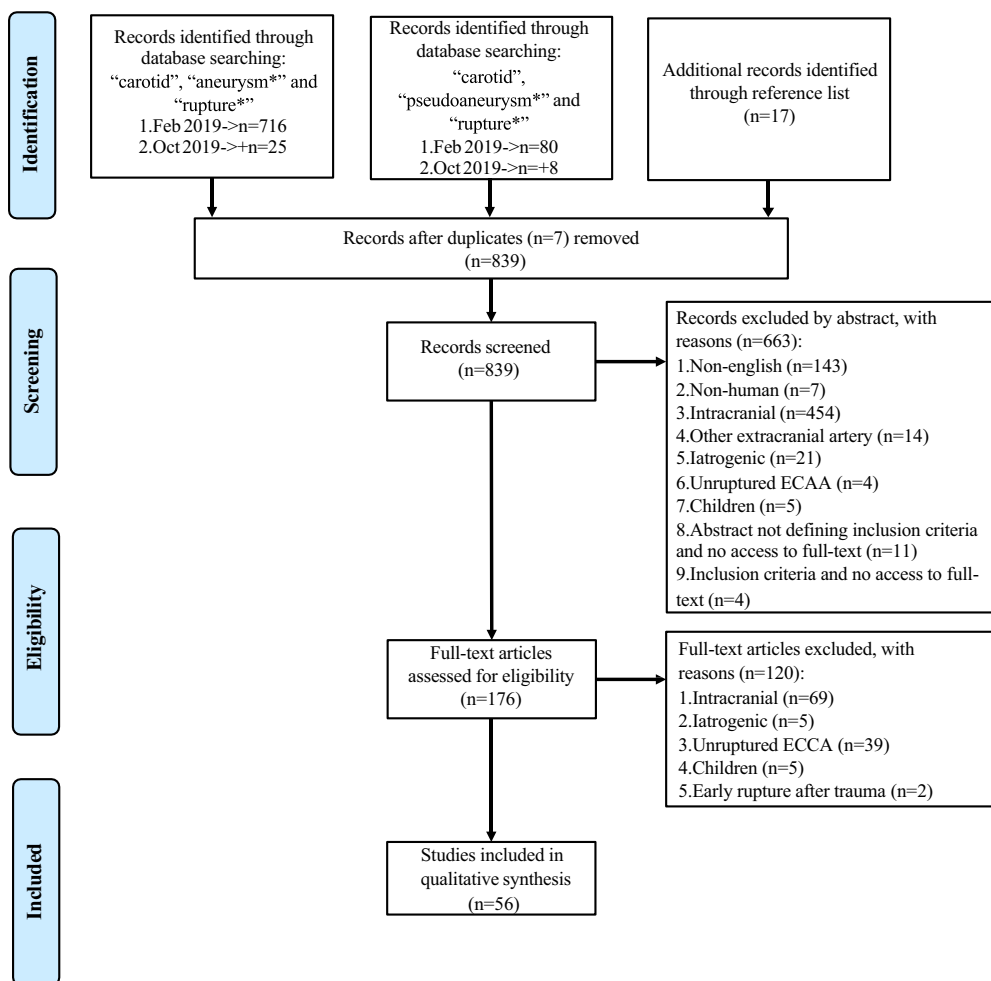 Identification
Records identified through
database searching:
“carotid”, “aneurysm*” and
“rupture*”
1.Feb 2019->n=716
2.Oct 2019->+n=25
Records identified through
database searching:
“carotid”,
“pseudoaneurysm*” and
“rupture*”
1.Feb 2019->n=80
2.Oct 2019->n=+8
Additional records identified
through reference list
(n=17)
Records after duplicates (n=7) removed
(n=839)
Screening
Records screened
(n=839)
Records excluded by abstract, with
reasons (n=663):
1.Non-english (n=143)
2.Non-human (n=7)
3.Intracranial (n=454)
4.Other extracranial artery (n=14)
5.Iatrogenic (n=21)
6.Unruptured ECAA (n=4)
7.Children (n=5)
8.Abstract not defining inclusion criteria
and no access to full-text (n=11)
9.Inclusion criteria and no access to full-
text (n=4)
Eligibility
Full-text articles
assessed for eligibility
(n=176)
Full-text articles excluded, with
reasons (n=120):
1.Intracranial (n=69)
2.Iatrogenic (n=5)
3.Unruptured ECCA (n=39)
4.Children (n=5)
5.Early rupture after trauma (n=2)
Included
Studies included in
qualitative synthesis
(n=56)